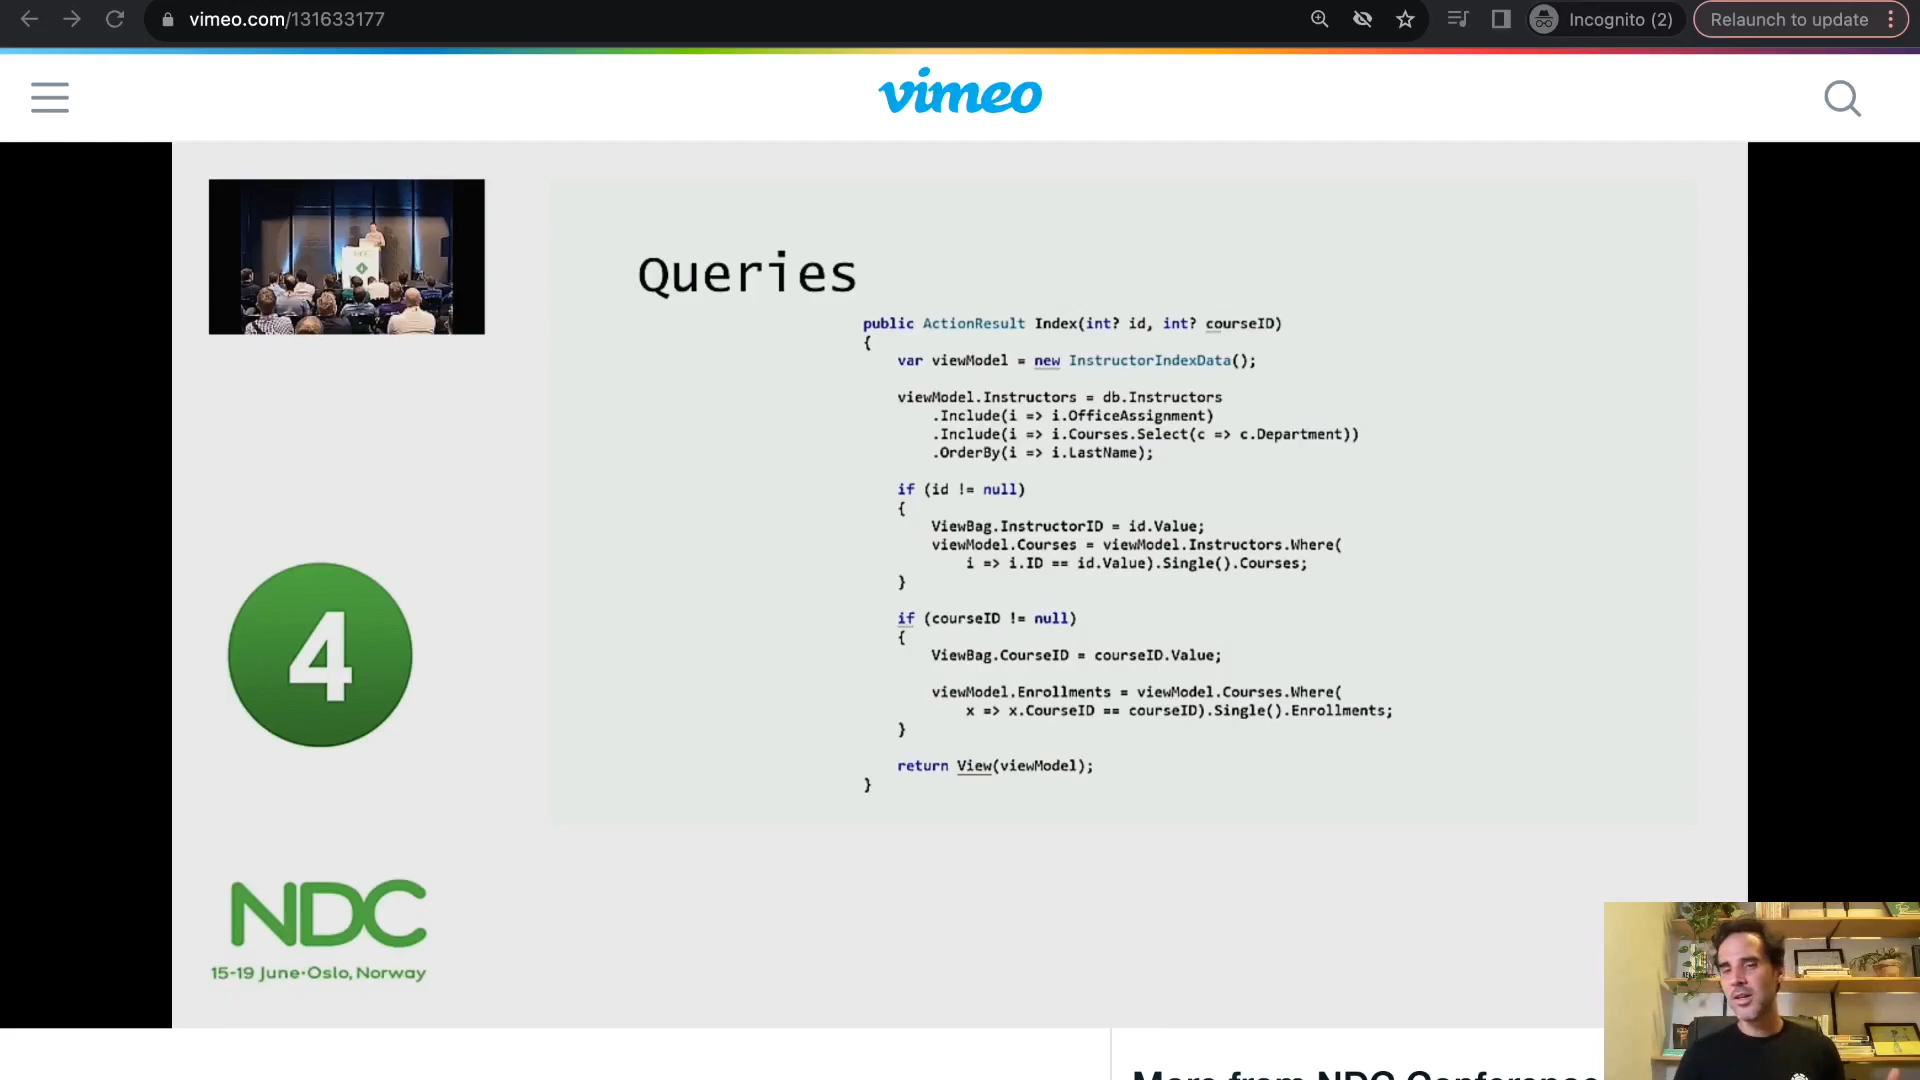 vimeo.com/131633177
Incognito (2)
Relaunch to update
vimeo
Queries
public ActionResult Index(int? id, int? courseID)
{
var viewModel = new InstructorIndexData();
viewModel.Instructors = db.Instructors
.Include(i => i.OfficeAssignment)
.Include(i => i.Courses.Select(c => c.Department))
.OrderBy(i => i.LastName);
if (id != null)
{
ViewBag.InstructorID = id.Value;
viewModel.Courses = viewModel.Instructors.Where(
i => i.ID == id.Value).Single().Courses;
}
if (courseID != null)
{
ViewBag.CourseID = courseID.Value;
viewModel.Enrollments = viewModel.Courses.Where(
x => x.CourseID == courseID).Single().Enrollments;
}
return View(viewModel);
}
4
NDC
15-19 June·Oslo, Norway
More from NDC Conference